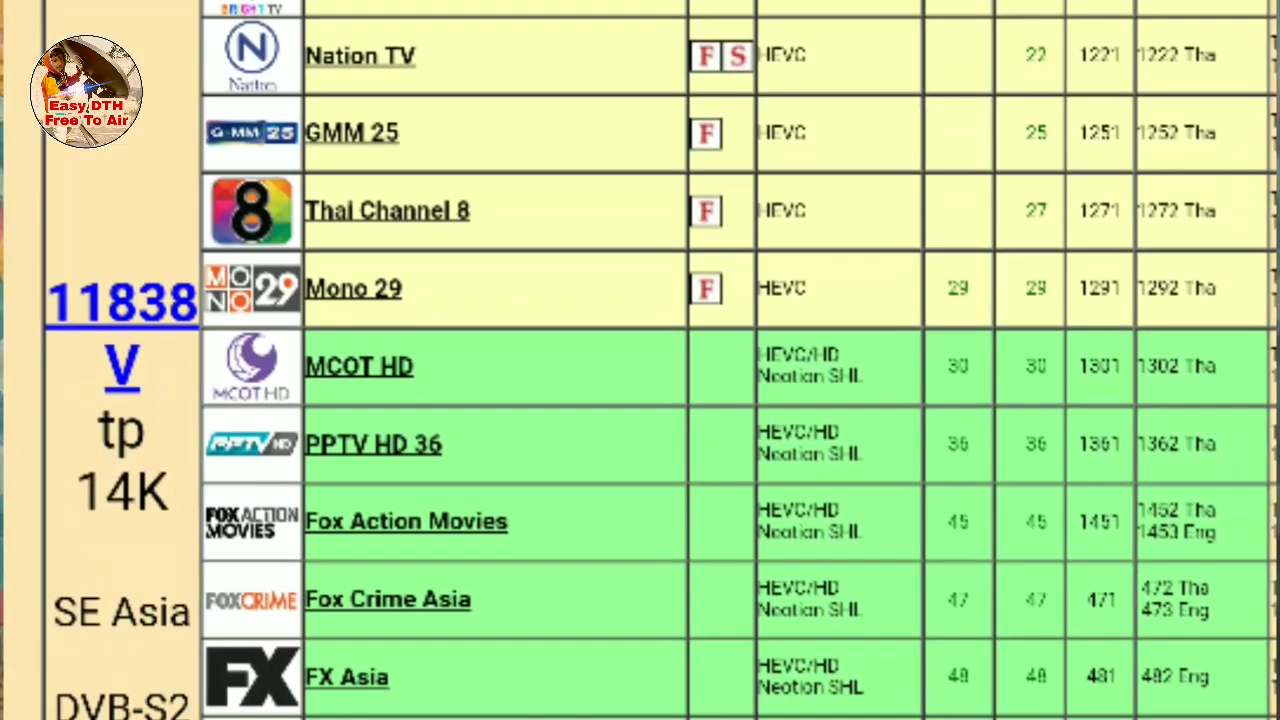 BRIGHT TV
Easy DTH
Free To Air
11838
V
tp
14K
SE Asia
DVB-S2
N
Nation
Nation TV
F S
HEVC
22
1221
1222 Tha
G-MM 25
GMM 25
F
HEVC
25
1251
1252 Tha
8
Thai Channel 8
F
HEVC
27
1271
1272 Tha
MONO 29
Mono 29
F
HEVC
29
29
1291
1292 Tha
MCOT HD
MCOT HD
HEVC/HD
Neotion SHL
30
30
1301
1302 Tha
PPTV HD
PPTV HD 36
HEVC/HD
Neotion SHL
36
36
1361
1362 Tha
FOX ACTION
MOVIES
Fox Action Movies
HEVC/HD
Neotion SHL
45
45
1451
1452 Tha
1453 Eng
FOXCRIME
Fox Crime Asia
HEVC/HD
Neotion SHL
47
47
471
472 Tha
473 Eng
FX
FX Asia
HEVC/HD
Neotion SHL
48
48
481
482 Eng